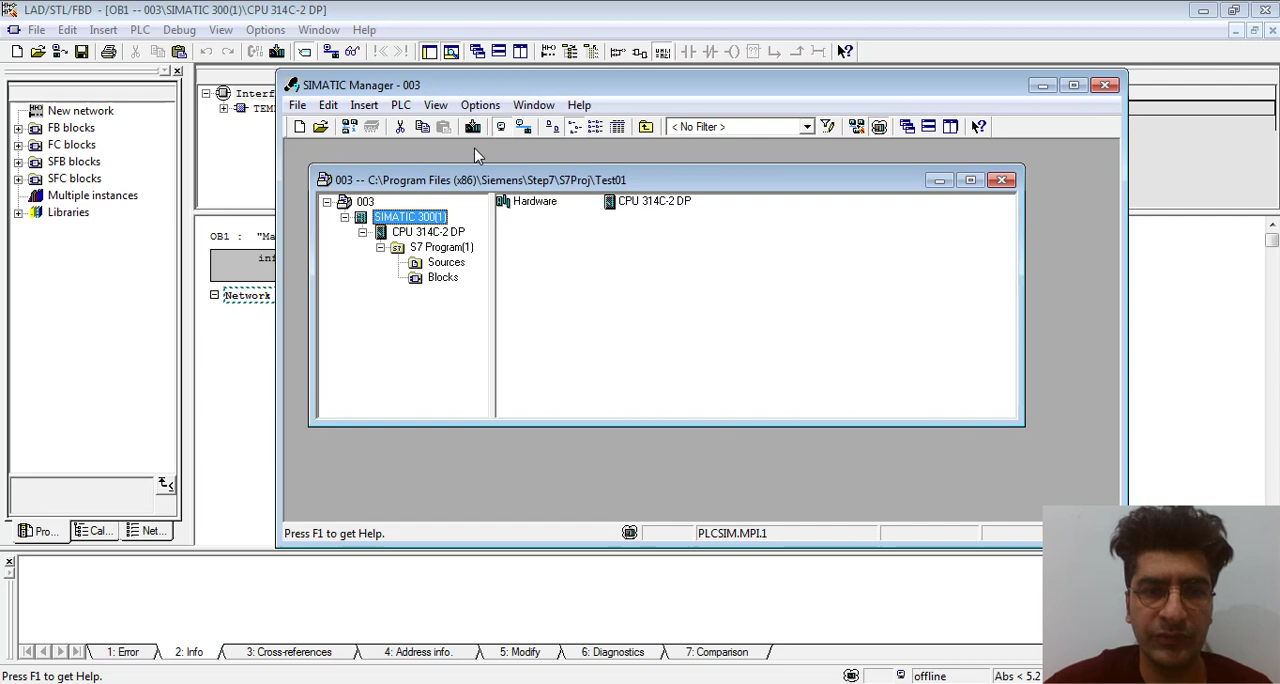 LAD/STL/FBD - [OB1 -- 003\SIMATIC 300(1)\CPU 314C-2 DP]
File Edit Insert PLC Debug View Options Window Help
New network
FB blocks
FC blocks
SFB blocks
SFC blocks
Multiple instances
Libraries
Interf
TEM
OB1 : "Ma
Network
SIMATIC Manager - 003
File Edit Insert PLC View Options Window Help
< No Filter >
003 -- C:\Program Files (x86)\Siemens\Step7\S7Proj\Test01
003
SIMATIC 300(1)
CPU 314C-2 DP
S7 Program(1)
Sources
Blocks
Hardware
CPU 314C-2 DP
Press F1 to get Help.
PLCSIM.MPI.1
Pro...
Cal...
Net...
1: Error
2: Info
3: Cross-references
4: Address info.
5: Modify
6: Diagnostics
7: Comparison
Press F1 to get Help.
offline
Abs < 5.2